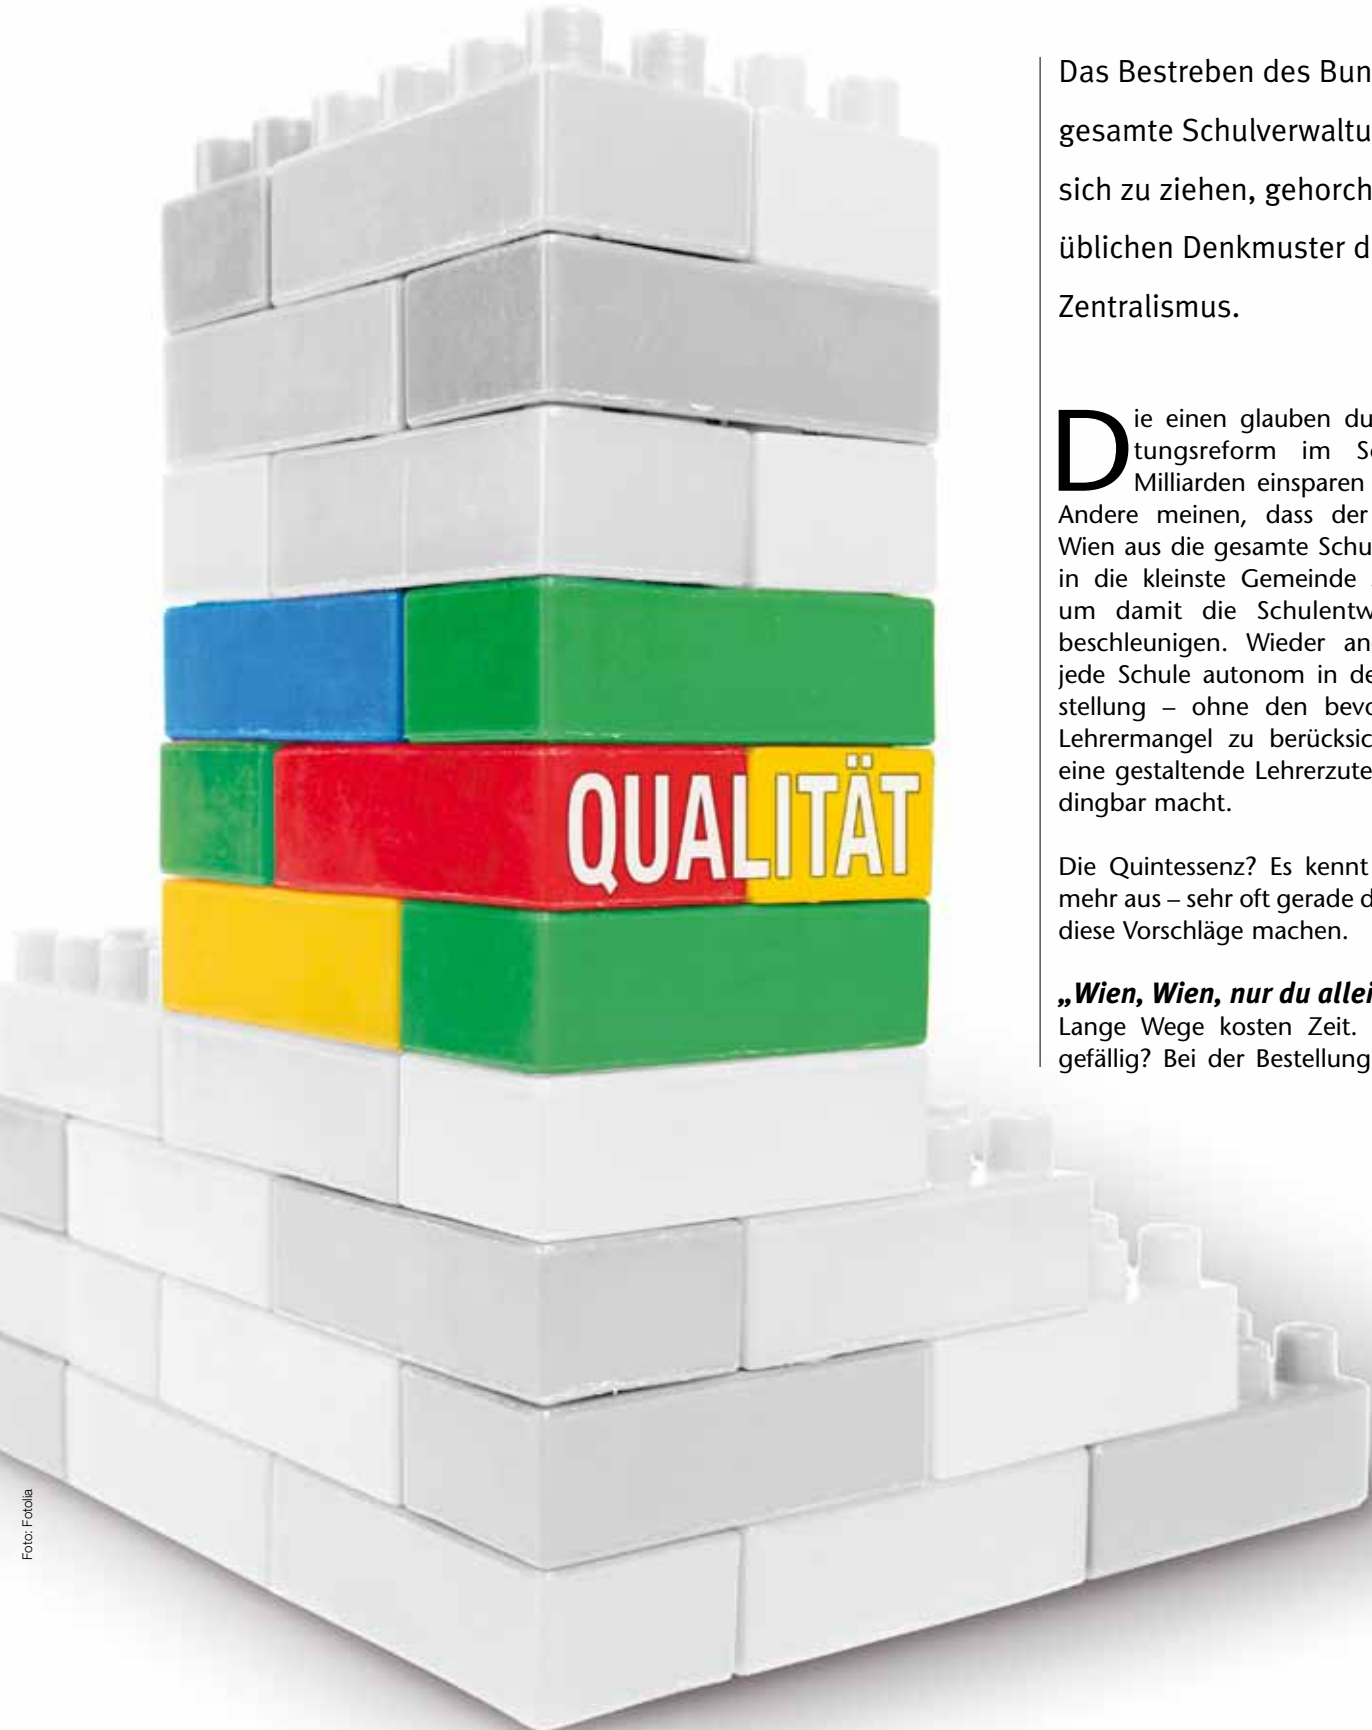 Das Bestreben des Bun
gesamte Schulverwaltu
sich zu ziehen, gehorch
üblichen Denkmuster d
Zentralismus.
Die einen glauben du
tungsreform im Sc
Milliarden einsparen
Andere meinen, dass der
Wien aus die gesamte Schu
in die kleinste Gemeinde
um damit die Schulentw
beschleunigen. Wieder an
jede Schule autonom in de
stellung – ohne den bevo
Lehrermangel zu berücksic
eine gestaltende Lehrerzute
dingbar macht.
Die Quintessenz? Es kennt
mehr aus – sehr oft gerade d
diese Vorschläge machen.
„Wien, Wien, nur du allei
Lange Wege kosten Zeit.
gefällig? Bei der Bestellung
QUALITÄT
Foto: Fotolia